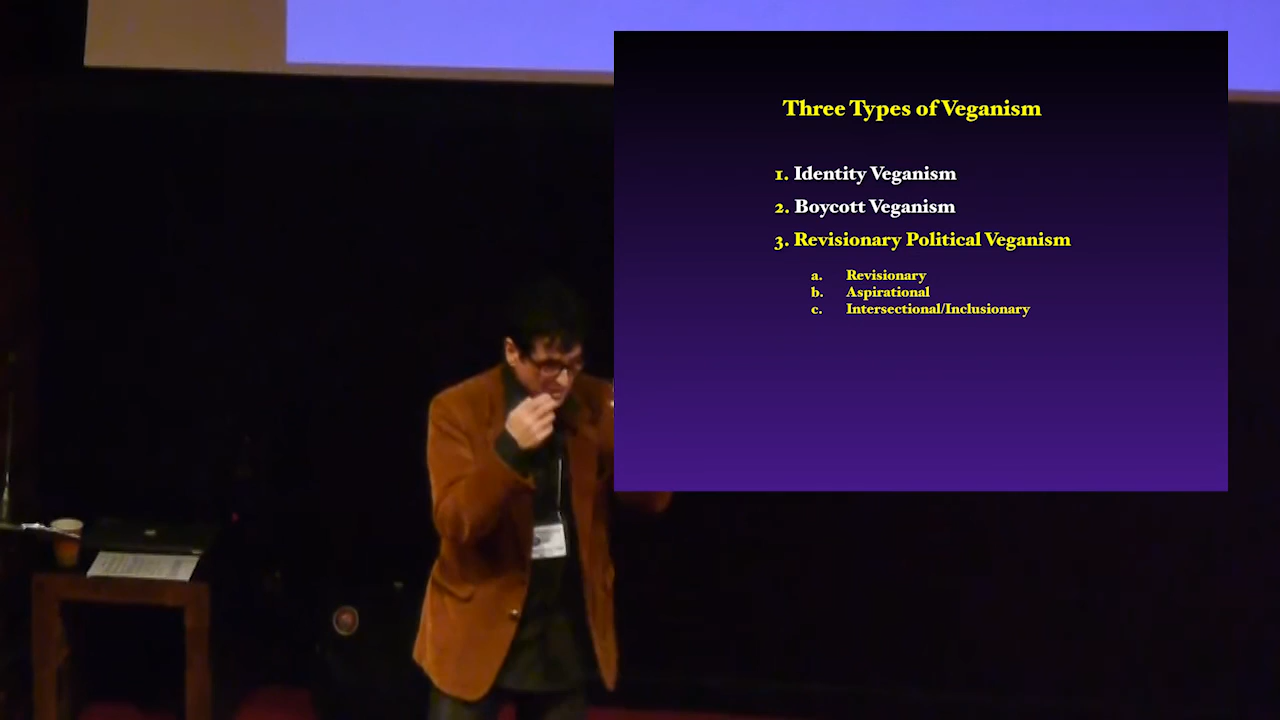 Three Types of Veganism
1. Identity Veganism
2. Boycott Veganism
3. Revisionary Political Veganism
a. Revisionary
b. Aspirational
c. Intersectional/Inclusionary